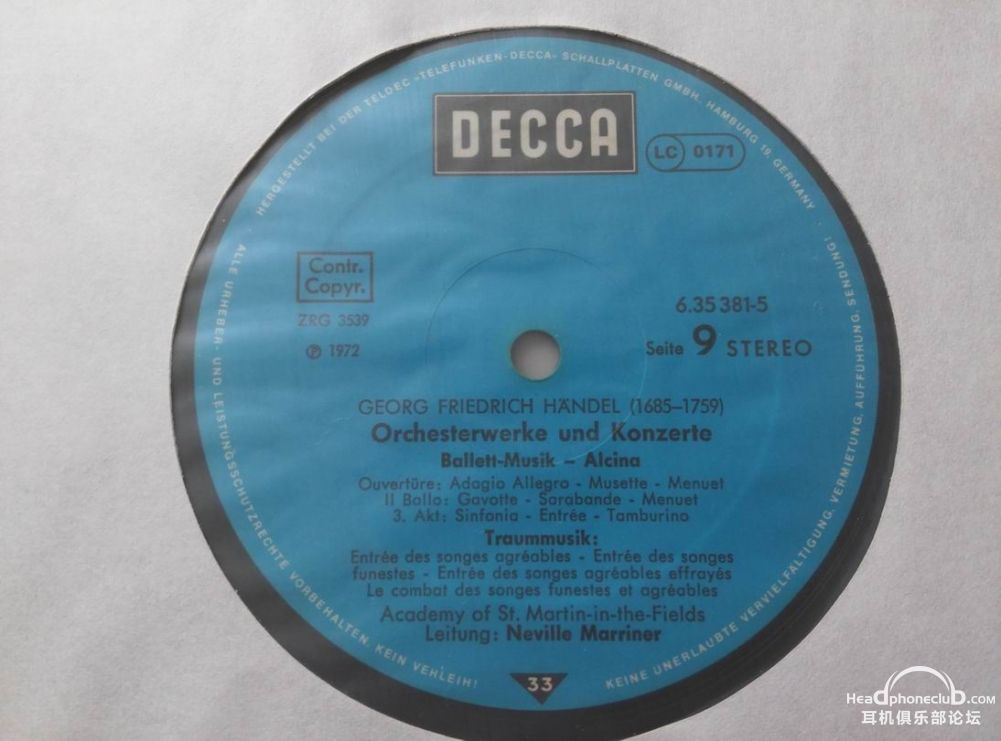 HERGESTELLT BEI DER TELDEC »TELEFUNKEN-DECCA« SCHALLPLATTEN GMBH, HAMBURG 19, GERMANY
DECCA
LC 0171
Contr.
Copyr.
ZRG 3539
℗ 1972
6.35 381-5
Seite 9 STEREO
GEORG FRIEDRICH HÄNDEL (1685–1759)
Orchesterwerke und Konzerte
Ballett-Musik – Alcina
Ouvertüre: Adagio Allegro - Musette - Menuet
II Ballo: Gavotte - Sarabande - Menuet
3. Akt: Sinfonia - Entrée - Tamburino
Traummusik:
Entrée des songes agréables - Entrée des songes
funestes - Entrée des songes agréables effrayés
Le combat des songes funestes et agréables
Academy of St. Martin-in-the-Fields
Leitung: Neville Marriner
33
ALLE URHEBER- UND LEISTUNGSSCHUTZRECHTE VORBEHALTEN. KEIN VERLEIH!
KEINE UNERLAUBTE VERVIELFÄLTIGUNG, VERMIETUNG, AUFFÜHRUNG, SENDUNG!
Headphoneclub.com
耳机俱乐部论坛